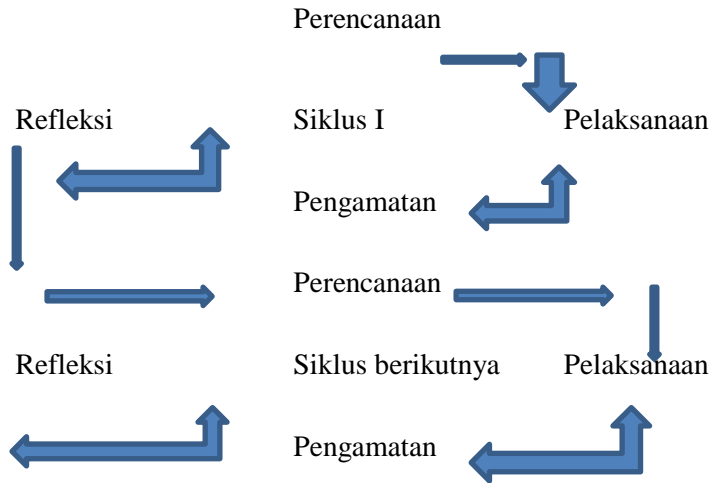 Perencanaan
Refleksi Siklus I Pelaksanaan
Pengamatan
Perencanaan
Refleksi Siklus berikutnya Pelaksanaan
Pengamatan